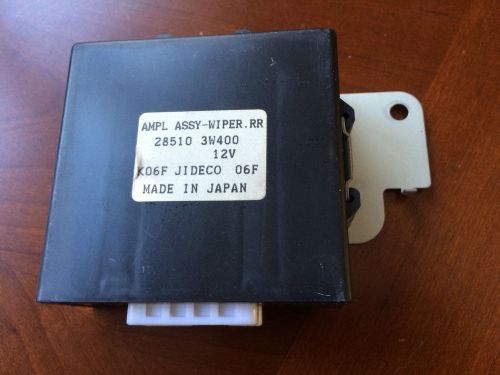 AMPL ASSY-WIPER.RR
28510 3W400
12V
K06F JIDECO 06F
MADE IN JAPAN